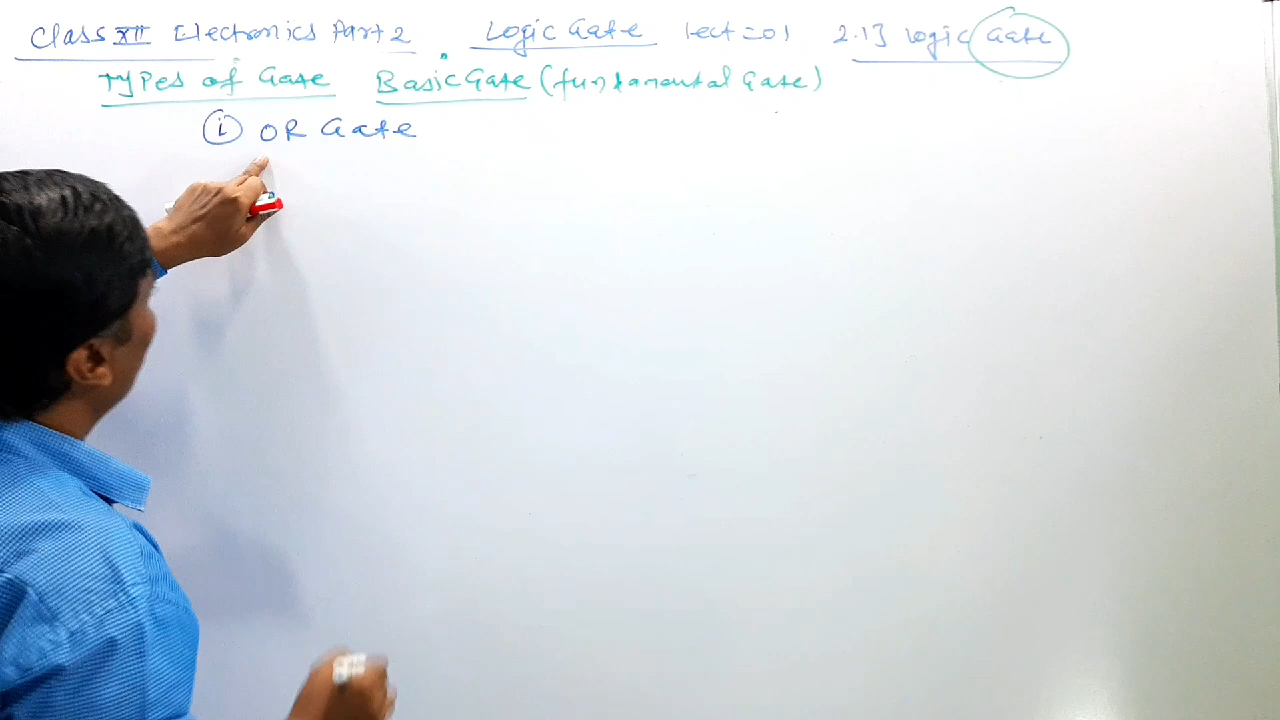 Class XII Electronics Part 2 Logic Gate Lect=01 2.13 Logic Gate
Types of Gate Basic Gate (fundamental Gate)
(i) OR Gate